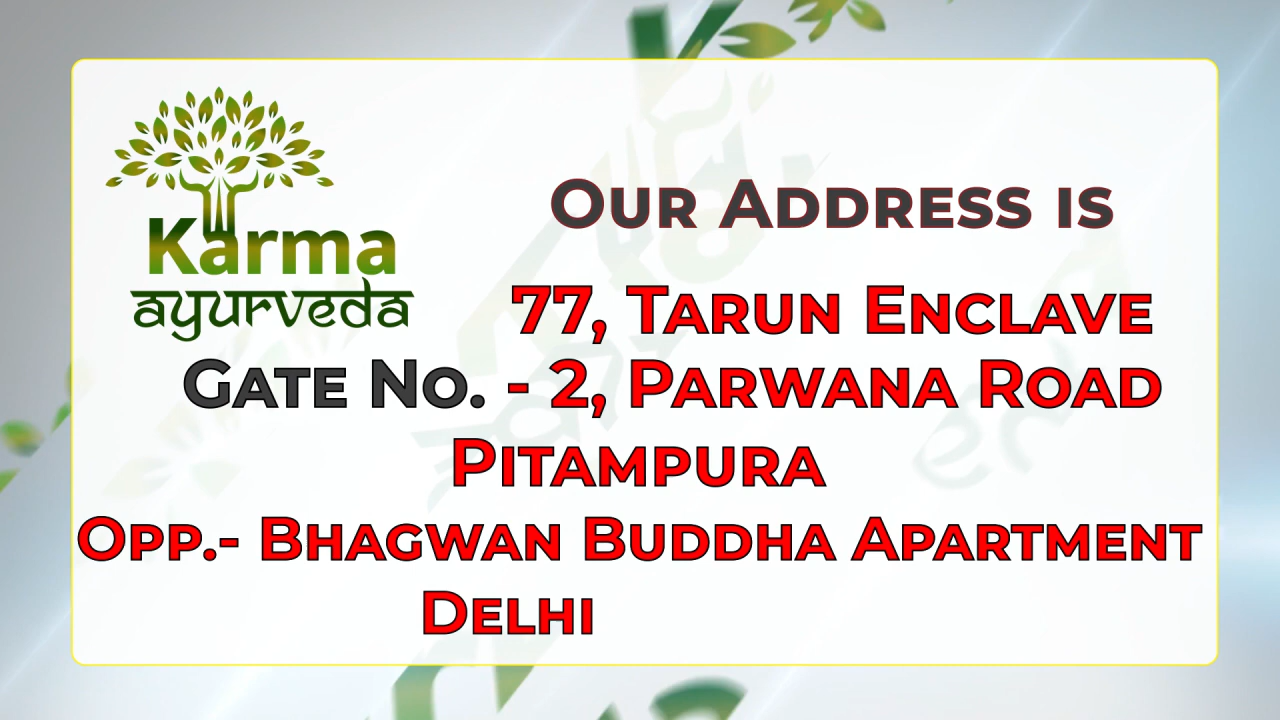 Karma
ayurveda
Our Address is
77, Tarun Enclave
Gate No. - 2, Parwana Road
Pitampura
Opp.- Bhagwan Buddha Apartment
Delhi